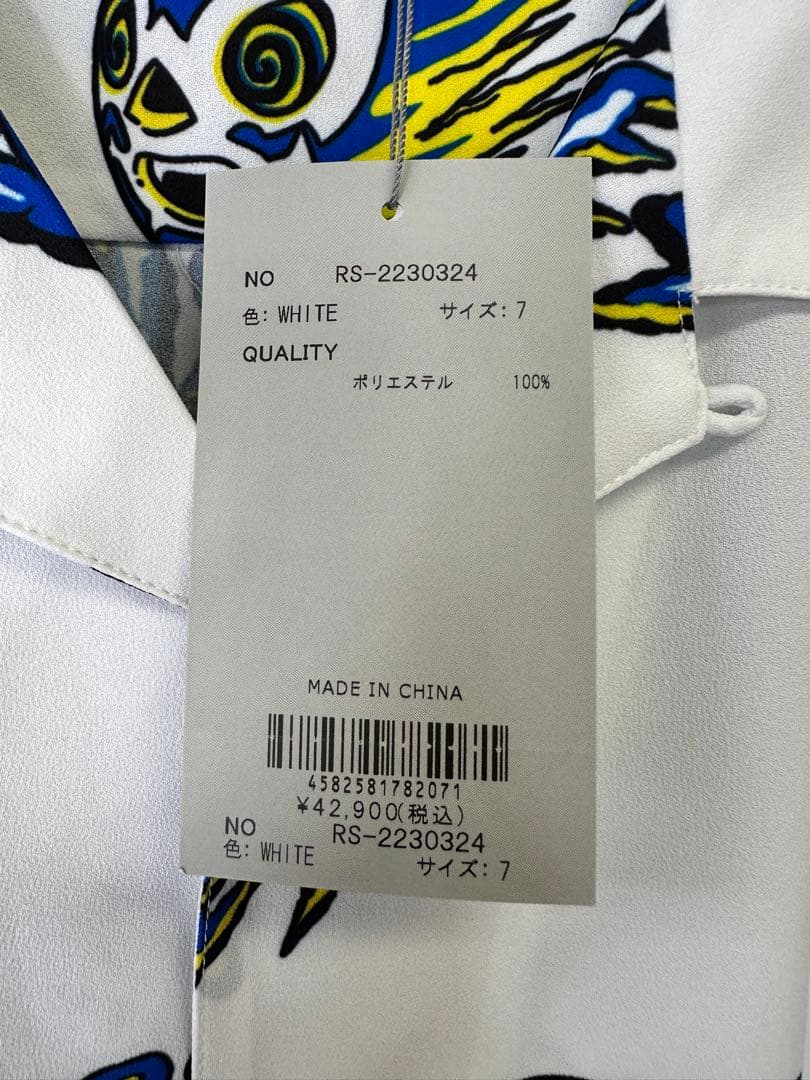 NO RS-2230324
色: WHITE サイズ: 7
QUALITY
ポリエステル 100%
MADE IN CHINA
4582581782071
¥42,900(税込)
NO RS-2230324
色: WHITE サイズ: 7